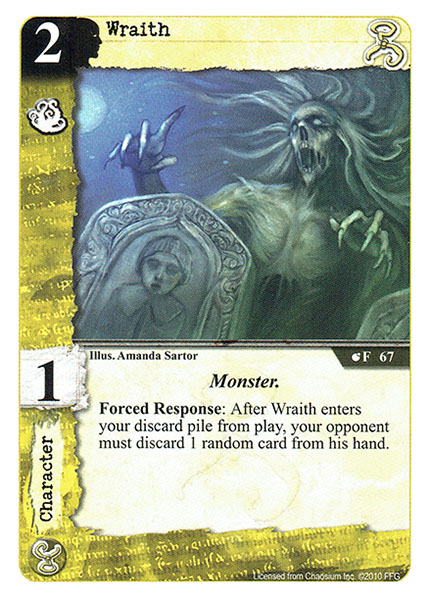 2
Wraith
Illus. Amanda Sartor
F 67
1
Monster.
Forced Response: After Wraith enters
your discard pile from play, your opponent
must discard 1 random card from his hand.
Character
Licensed from Chaosium Inc. ©2010 FFG